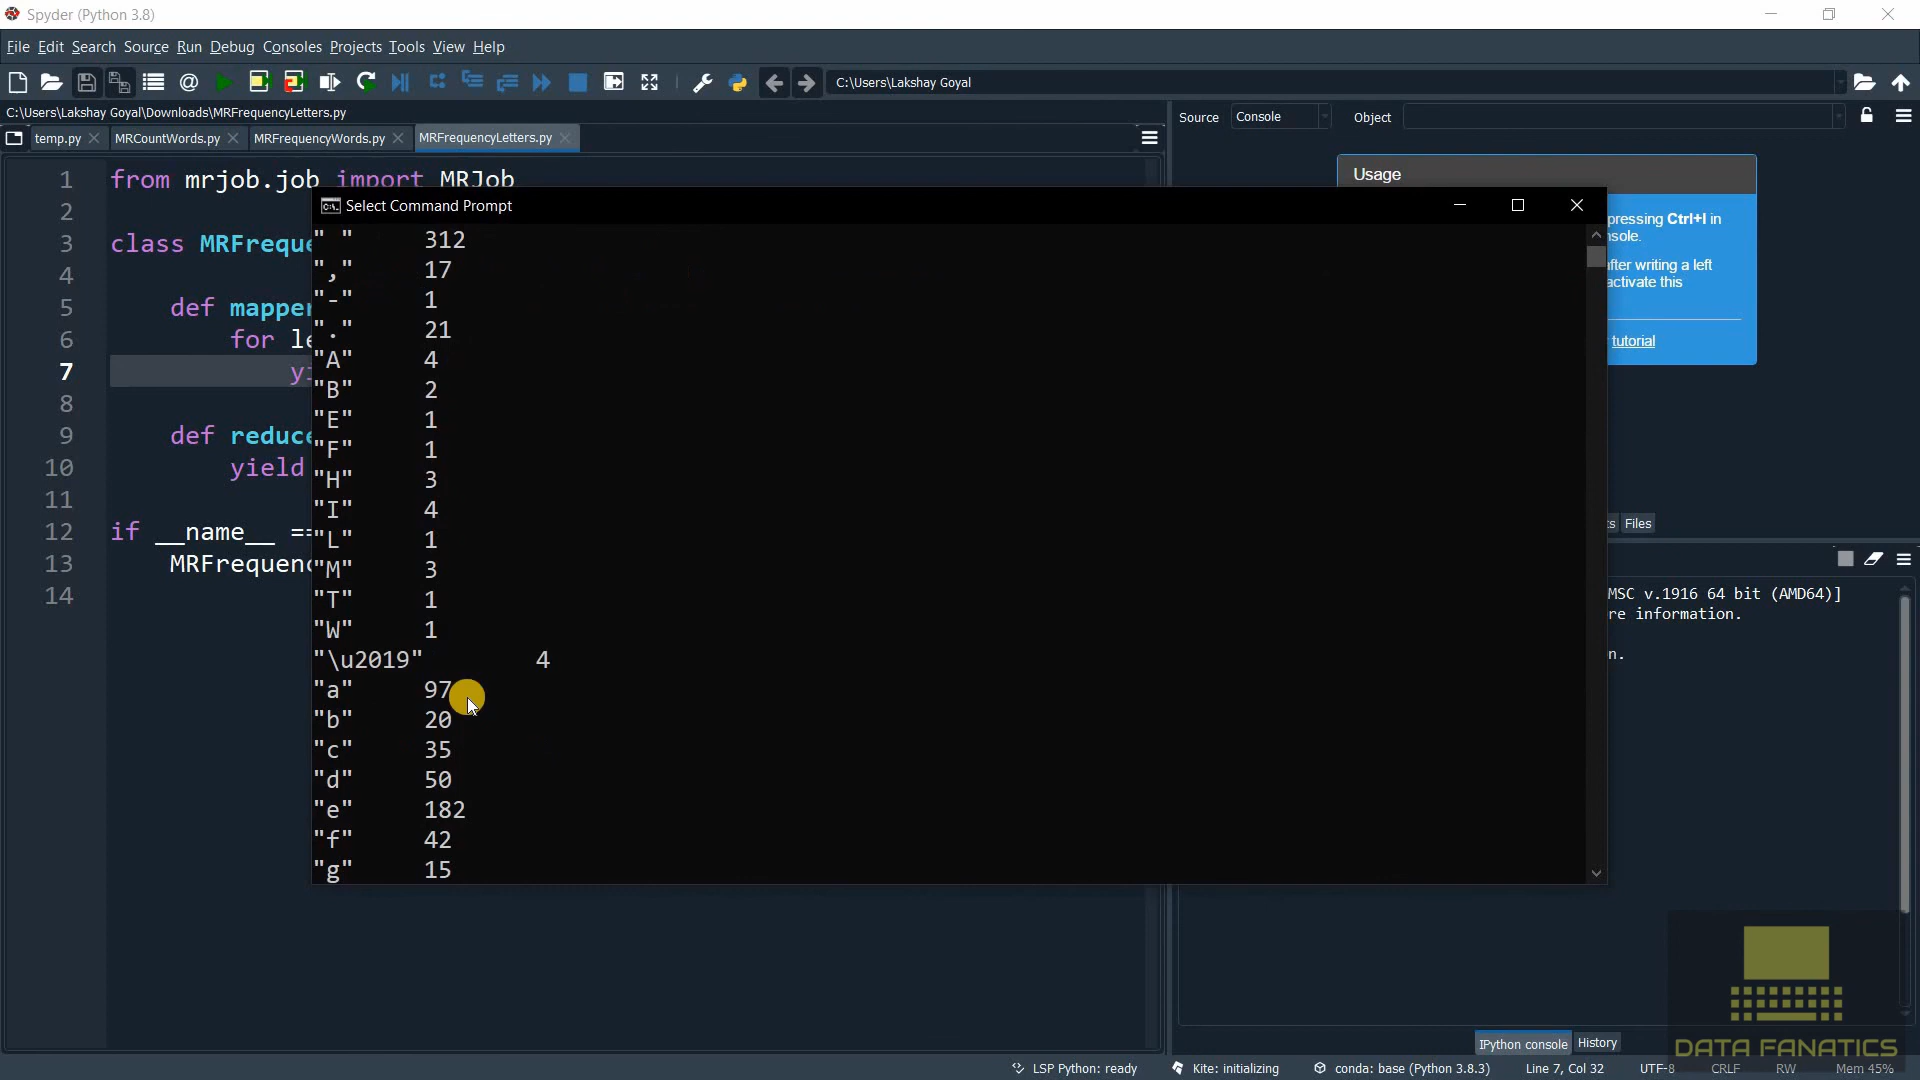 Spyder (Python 3.8)
File Edit Search Source Run Debug Consoles Projects Tools View Help
C:\Users\Lakshay Goyal
C:\Users\Lakshay Goyal\Downloads\MRFrequencyLetters.py
temp.py MRCountWords.py MRFrequencyWords.py MRFrequencyLetters.py
Source Console Object
Usage
pressing Ctrl+I in
after writing a left
activate this
tutorial
Files
1 from mrjob.job import MRJob
2
3 class MRFreque
4
5 def mapper
6 for le
7 yi
8
9 def reduce
10 yield
11
12 if __name__ ==
13 MRFrequenc
14
Select Command Prompt
" " 312
"," 17
"-" 1
"." 21
"A" 4
"B" 2
"E" 1
"F" 1
"H" 3
"I" 4
"L" 1
"M" 3
"T" 1
"W" 1
"\u2019" 4
"a" 97
"b" 20
"c" 35
"d" 50
"e" 182
"f" 42
"g" 15
MSC v.1916 64 bit (AMD64)]
re information.
n.
IPython console History
DATA FANATICS
LSP Python: ready Kite: initializing conda: base (Python 3.8.3) Line 7, Col 32 UTF-8 CRLF RW Mem 45%